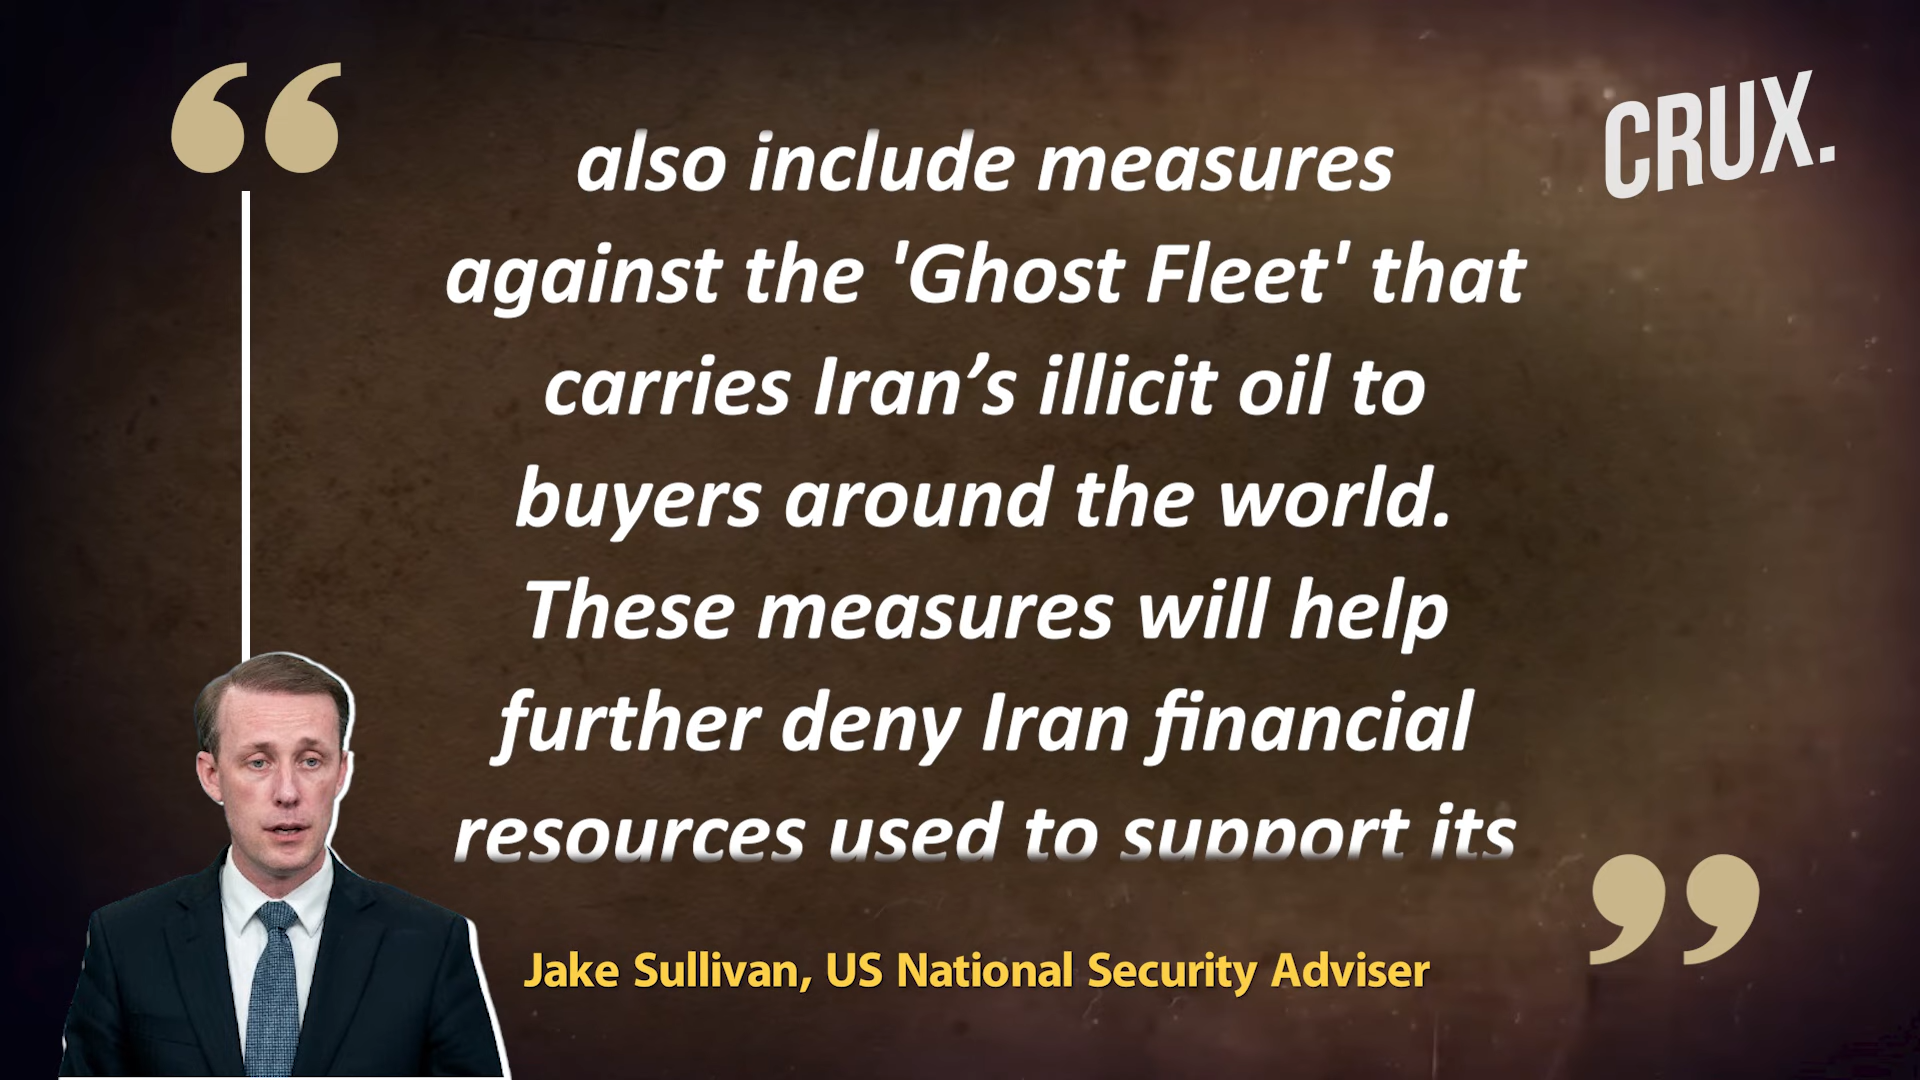 CRUX.
also include measures
against the 'Ghost Fleet' that
carries Iran’s illicit oil to
buyers around the world.
These measures will help
further deny Iran financial
resources used to support its
Jake Sullivan, US National Security Adviser